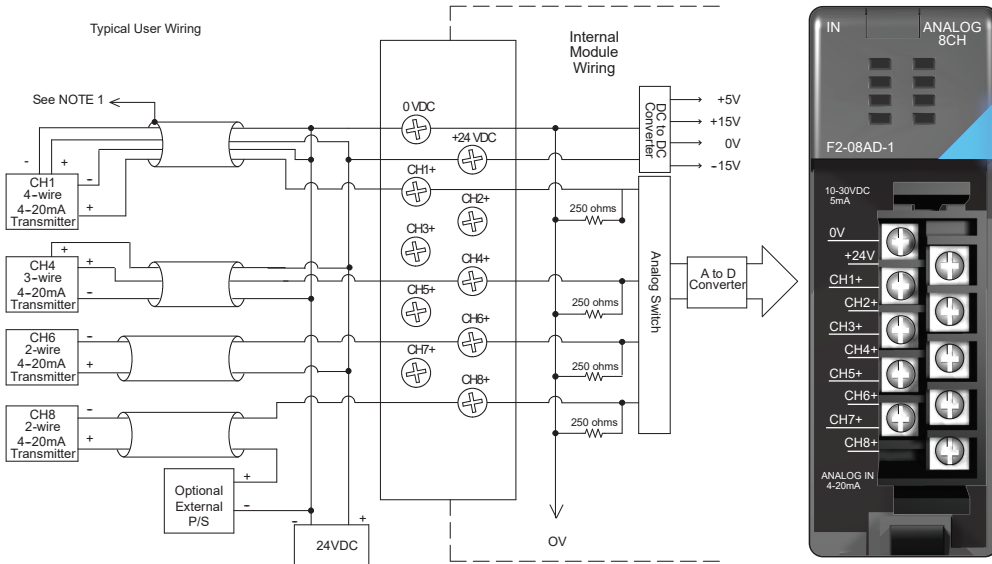 Typical User Wiring
Internal
Module
Wiring
See NOTE 1
-
+
CH1
4-wire
4-20mA
Transmitter
-
+
+
CH4
3-wire
4-20mA
Transmitter
+
-
CH6
2-wire
4-20mA
Transmitter
-
+
CH8
2-wire
4-20mA
Transmitter
-
+
Optional
External
P/S
+
-
-
+
24VDC
0 VDC
+24 VDC
CH1+
CH2+
CH3+
CH4+
CH5+
CH6+
CH7+
CH8+
250 ohms
250 ohms
250 ohms
250 ohms
OV
DC to DC
Converter
+5V
+15V
0V
-15V
Analog Switch
A to D
Converter
IN
ANALOG
8CH
F2-08AD-1
10-30VDC
5mA
0V
+24V
CH1+
CH2+
CH3+
CH4+
CH5+
CH6+
CH7+
CH8+
ANALOG IN
4-20mA